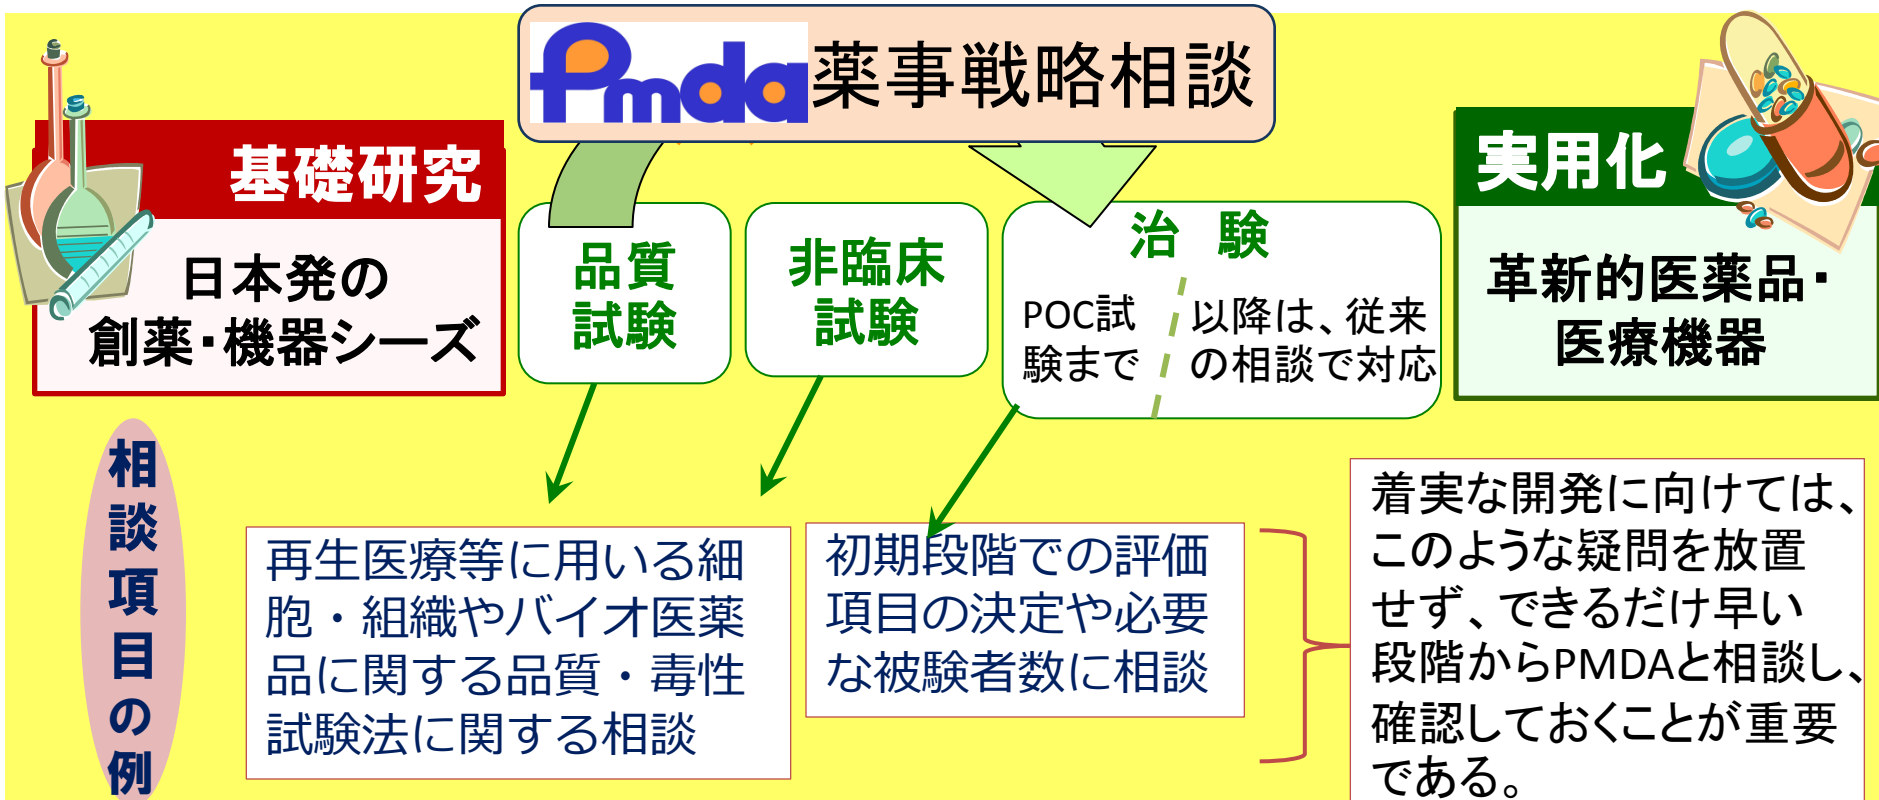 Pmda薬事戦略相談
基礎研究
日本発の
創薬・機器シーズ
品質
試験
非臨床
試験
治　験
POC試
験まで
以降は、従来
の相談で対応
実用化
革新的医薬品・
医療機器
相談項目の例
再生医療等に用いる細
胞・組織やバイオ医薬
品に関する品質・毒性
試験法に関する相談
初期段階での評価
項目の決定や必要
な被験者数に相談
着実な開発に向けては、
このような疑問を放置
せず、できるだけ早い
段階からPMDAと相談し、
確認しておくことが重要
である。